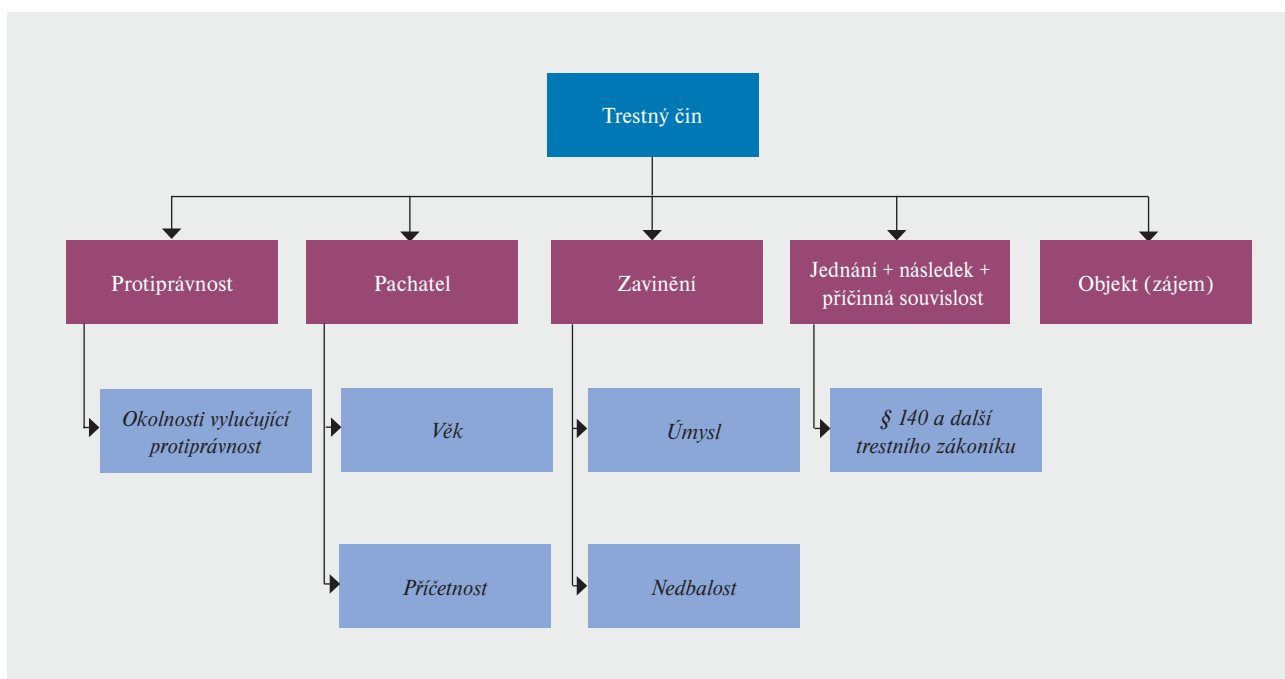 Trestný čin
Protiprávnost
Pachatel
Zavinění
Jednání + následek +
příčinná souvislost
Objekt (zájem)
Okolnosti vylučující
protiprávnost
Věk
Úmysl
§ 140 a další
trestního zákoníku
Příčetnost
Nedbalost